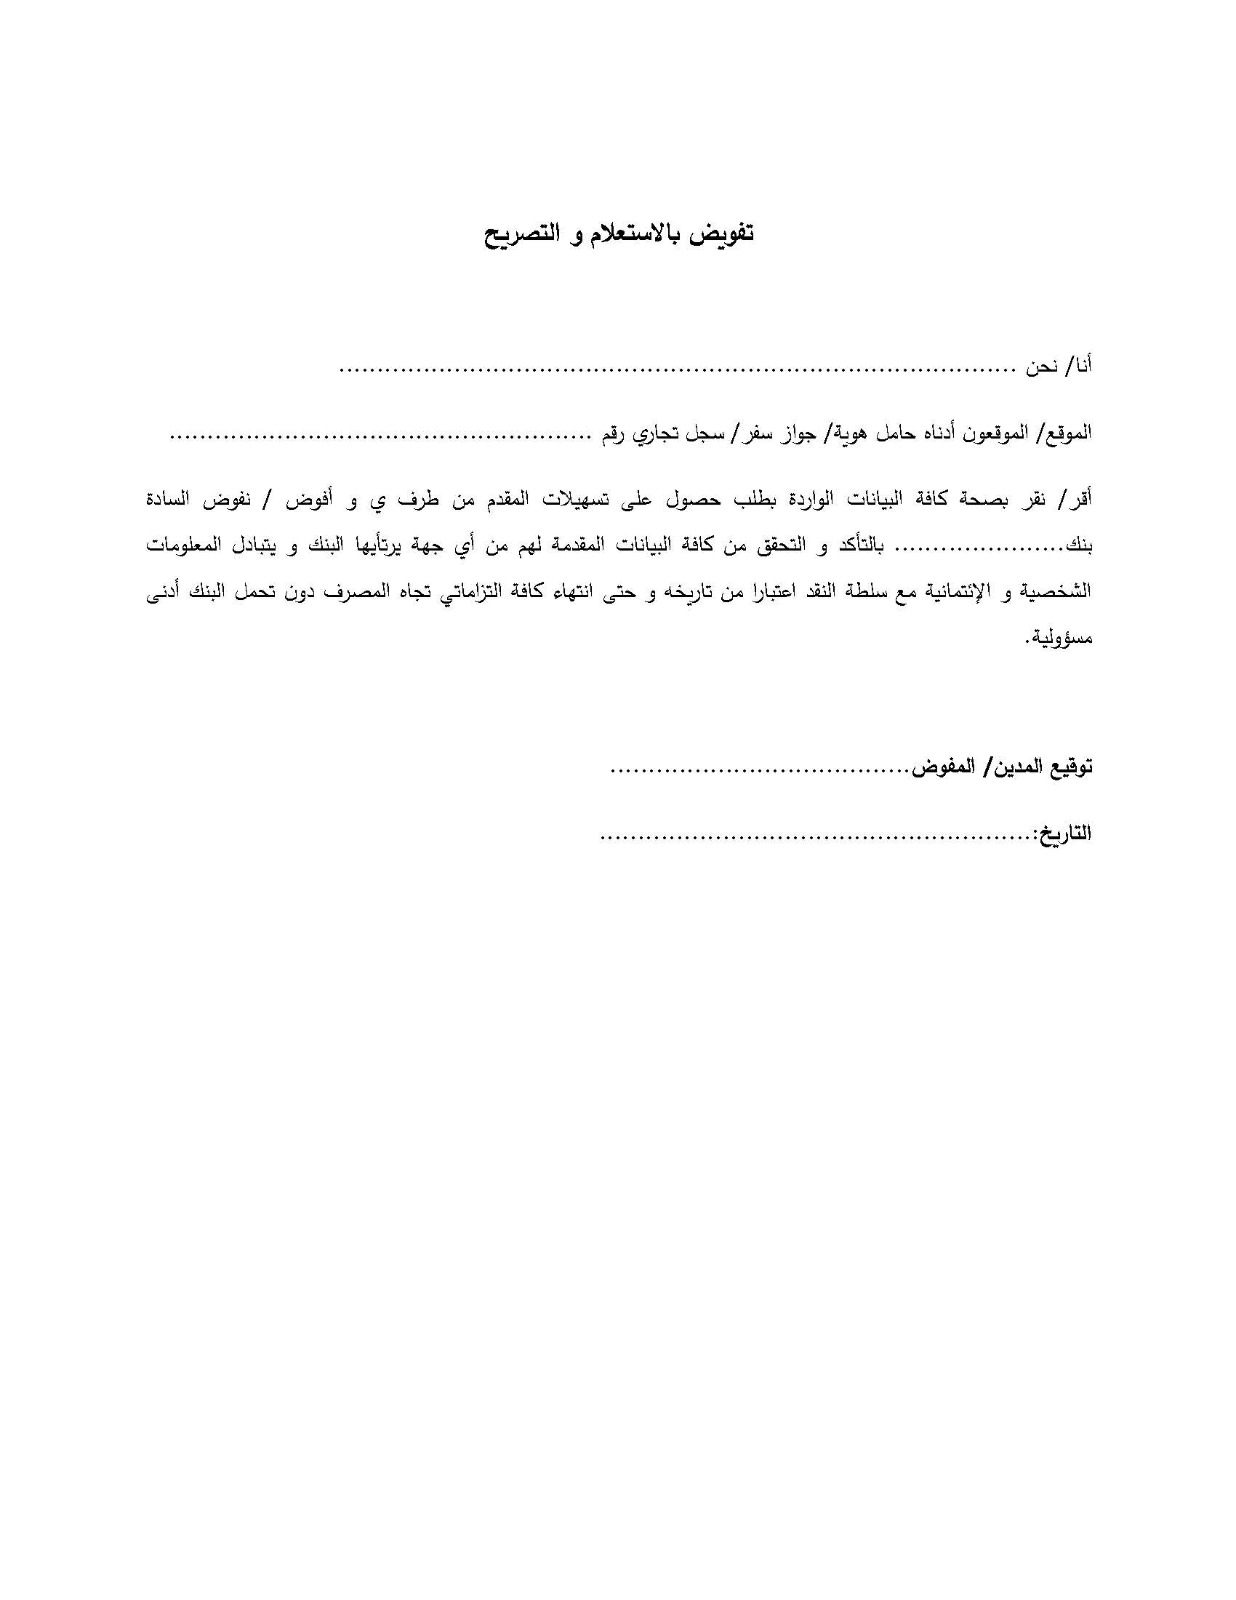 تفويض بالاستعلام و التصريح
أنا/ نحن ........................................................................................
الموقع/ الموقعون أدناه حامل هوية/ جواز سفر/ سجل تجاري رقم .......................................................
أقر/ نقر بصحة كافة البيانات الواردة بطلب حصول على تسهيلات المقدم من طرف ي و أفوض / نفوض السادة
بنك...................... بالتأكد و التحقق من كافة البيانات المقدمة لهم من أي جهة يرتأيها البنك و يتبادل المعلومات
الشخصية و الإئتمانية مع سلطة النقد اعتبارا من تاريخه و حتى انتهاء كافة التزاماتي تجاه المصرف دون تحمل البنك أدنى
مسؤولية.
توقيع المدين/ المفوض.......................................
التاريخ:........................................................